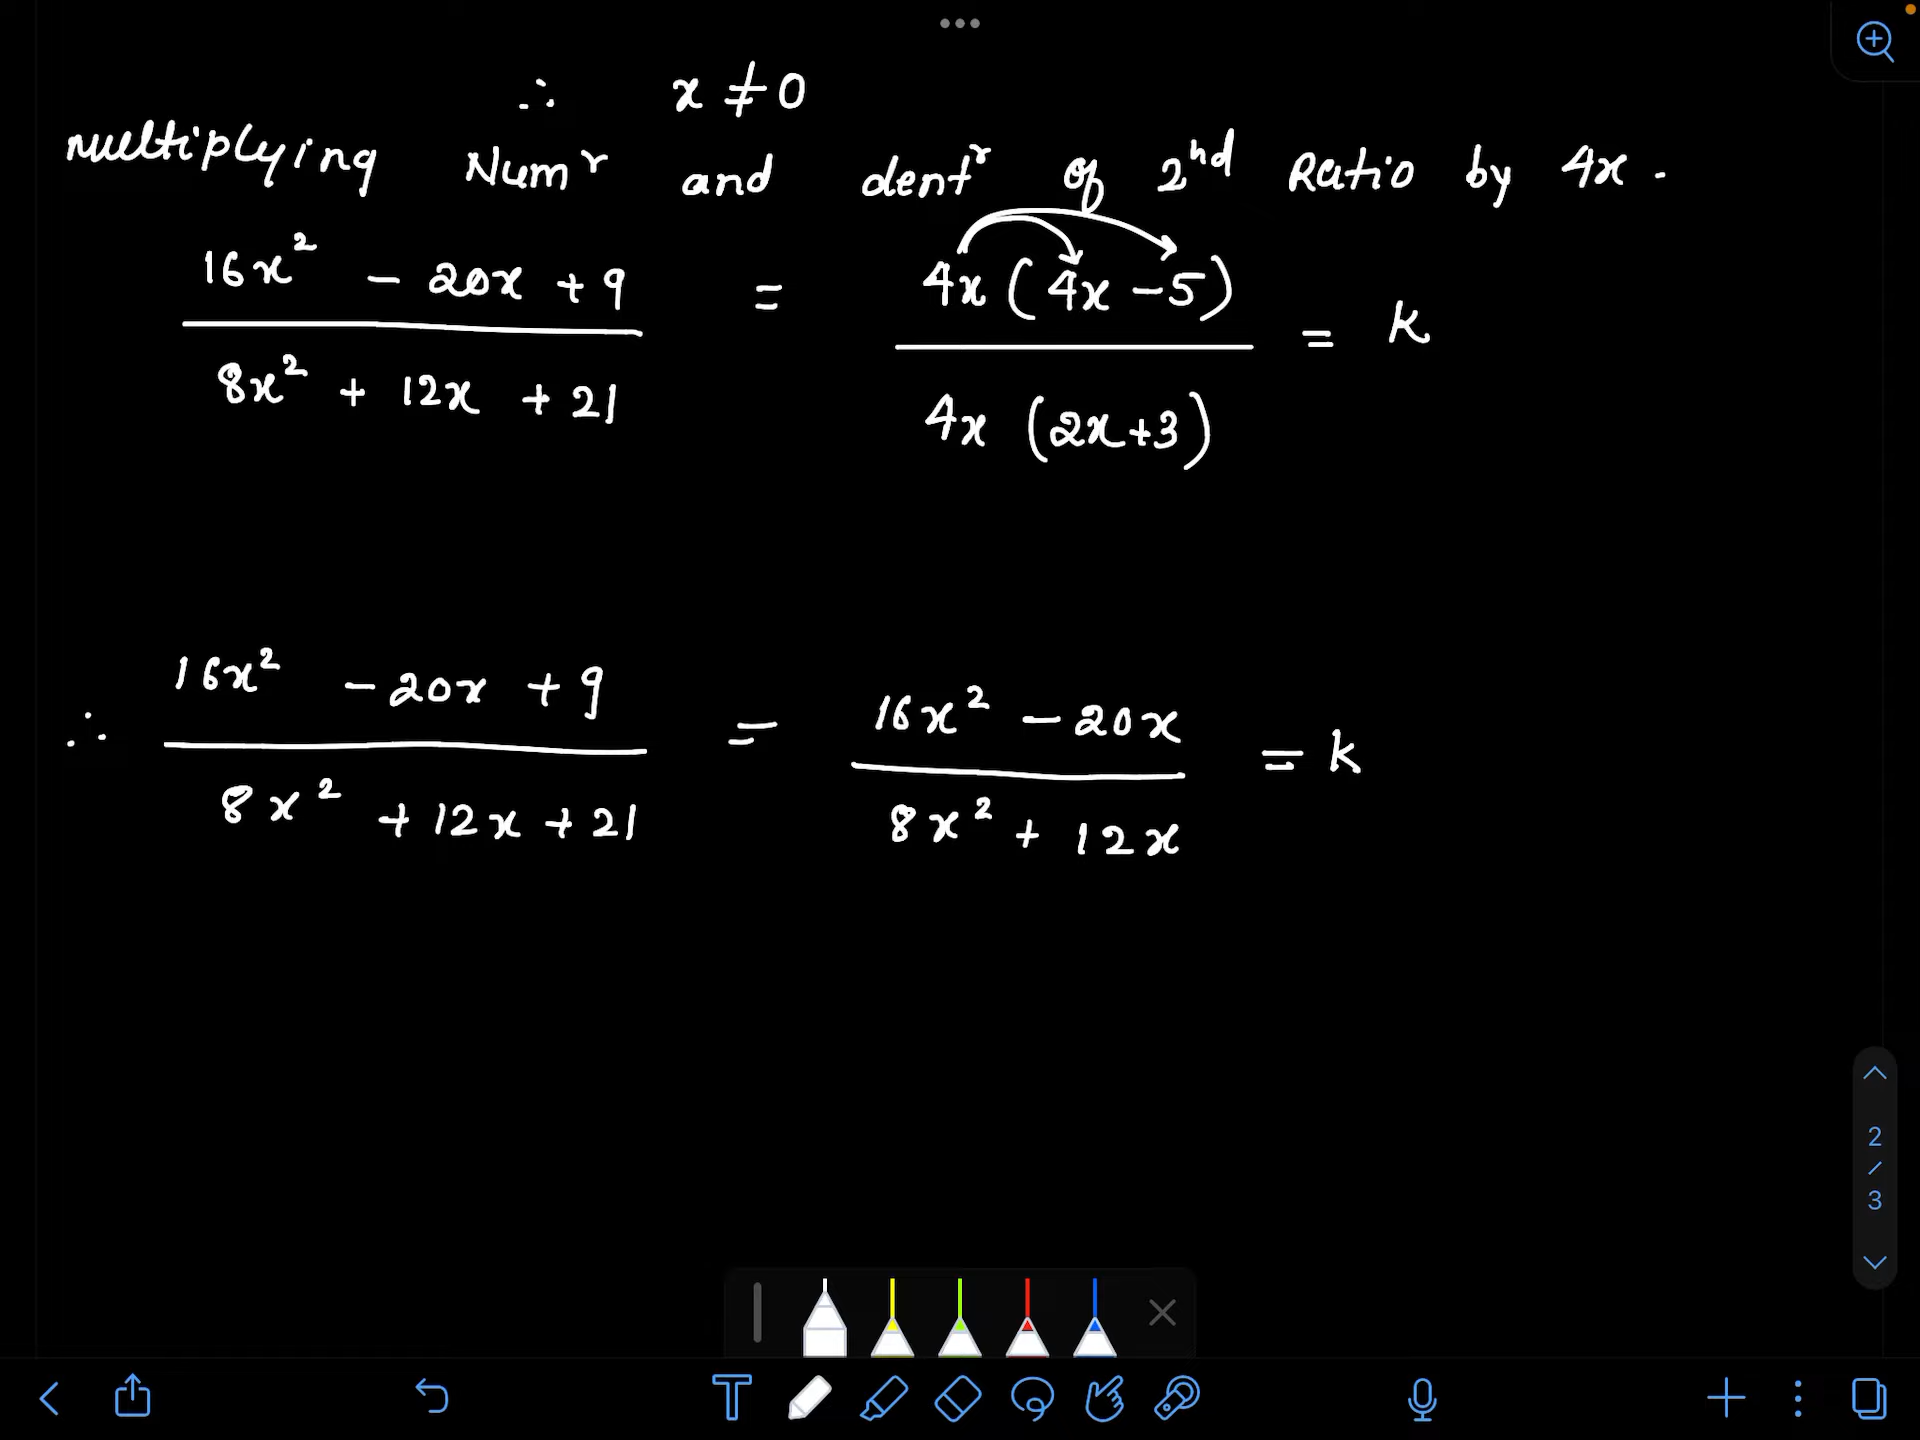 ∴ x ≠ 0
multiplying Numʳ and dentʳ of 2ⁿᵈ Ratio by 4x.
(16x² - 20x + 9)/(8x² + 12x + 21) = (4x(4x - 5))/(4x(2x+3)) = k
∴ (16x² - 20x + 9)/(8x² + 12x + 21) = (16x² - 20x)/(8x² + 12x) = k
2
/
3
T